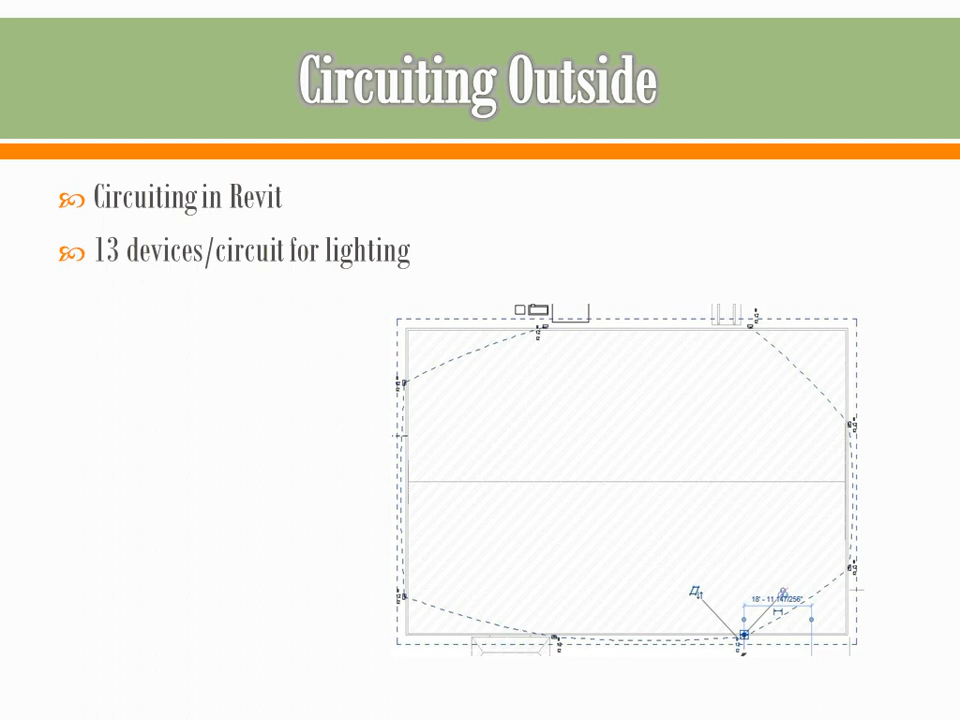 Circuiting Outside
Circuiting in Revit
13 devices/circuit for lighting